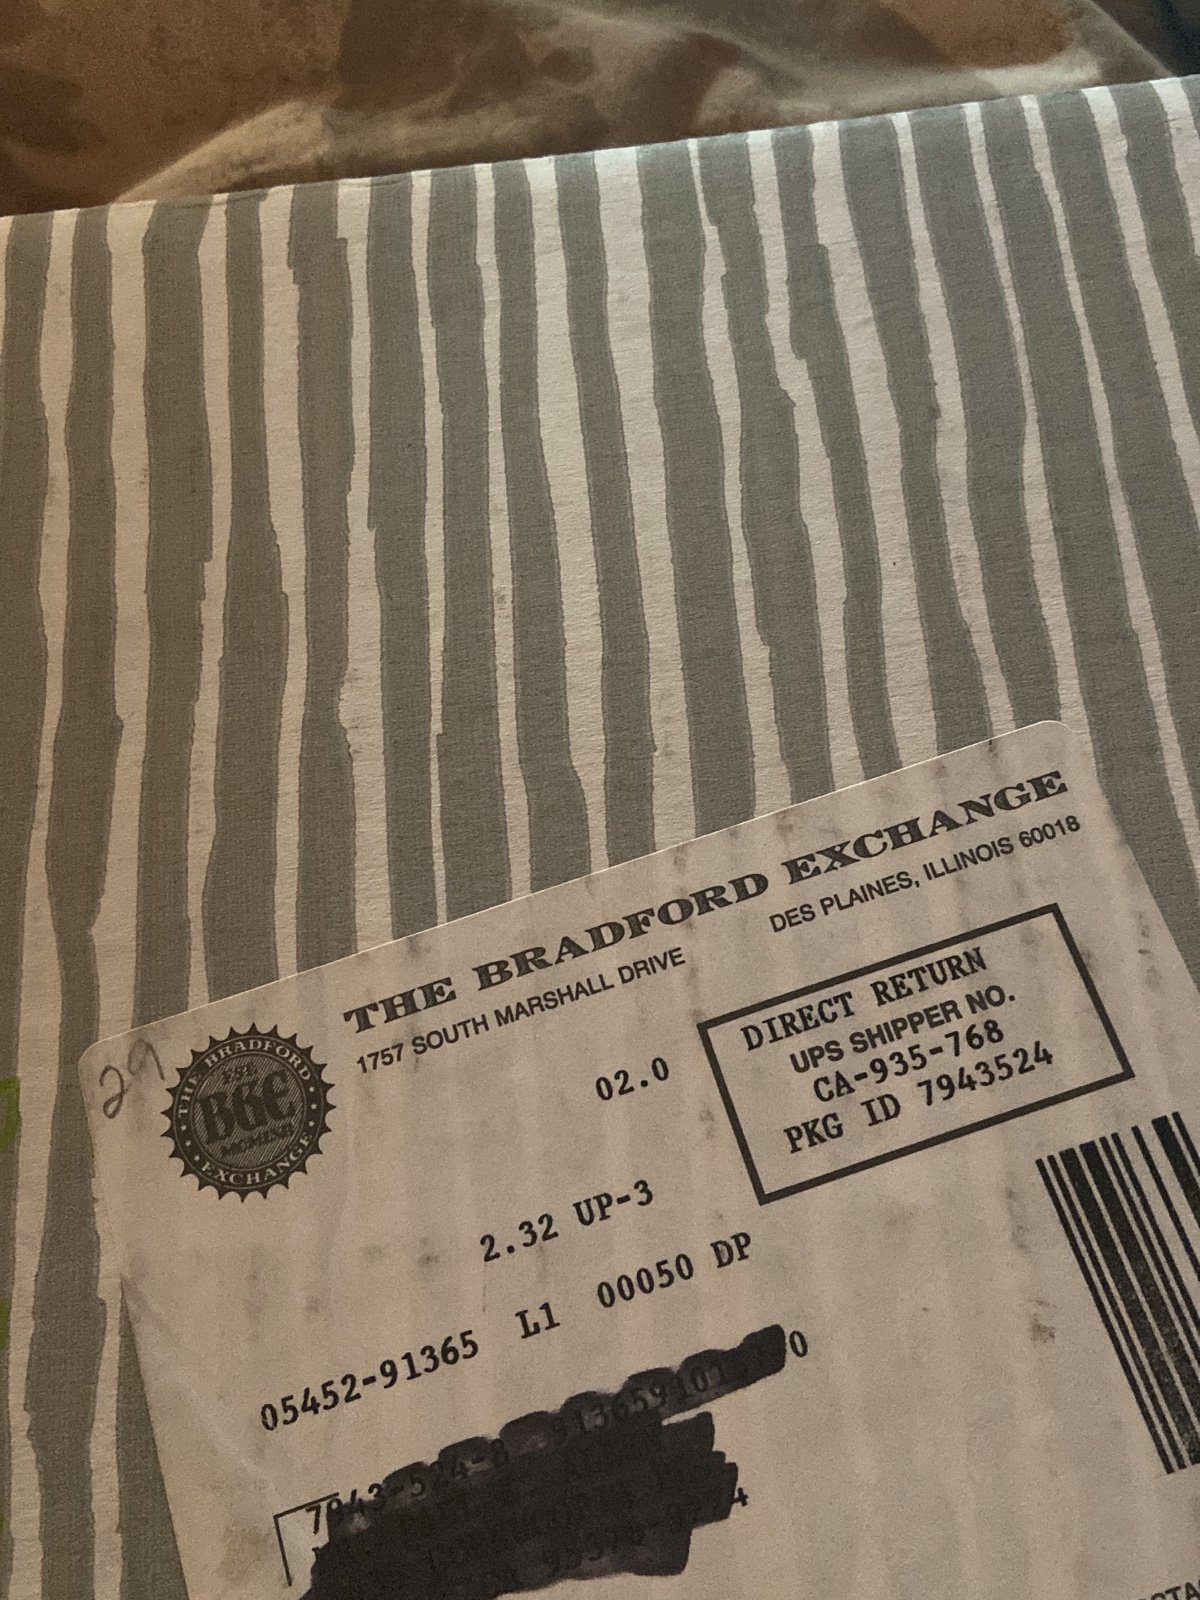 THE BRADFORD EXCHANGE
1757 SOUTH MARSHALL DRIVE DES PLAINES, ILLINOIS 60018
29
THE BRADFORD
EST.
BGE
EXCHANGE
02.0
DIRECT RETURN
UPS SHIPPER NO.
CA-935-768
PKG ID 7943524
2.32 UP-3
05452-91365 L1 00050 DP